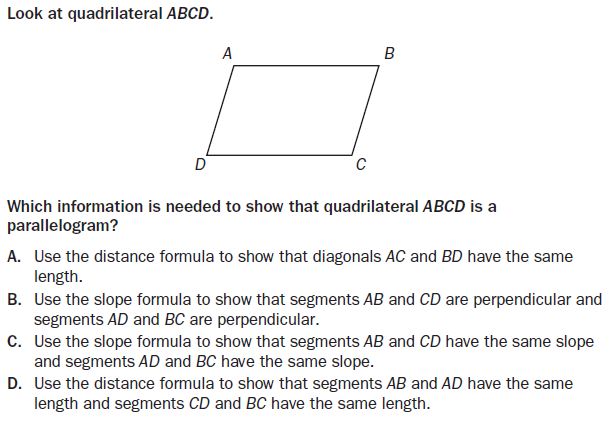 Look at quadrilateral ABCD.
A B
D C
Which information is needed to show that quadrilateral ABCD is a
parallelogram?
A. Use the distance formula to show that diagonals AC and BD have the same
length.
B. Use the slope formula to show that segments AB and CD are perpendicular and
segments AD and BC are perpendicular.
C. Use the slope formula to show that segments AB and CD have the same slope
and segments AD and BC have the same slope.
D. Use the distance formula to show that segments AB and AD have the same
length and segments CD and BC have the same length.